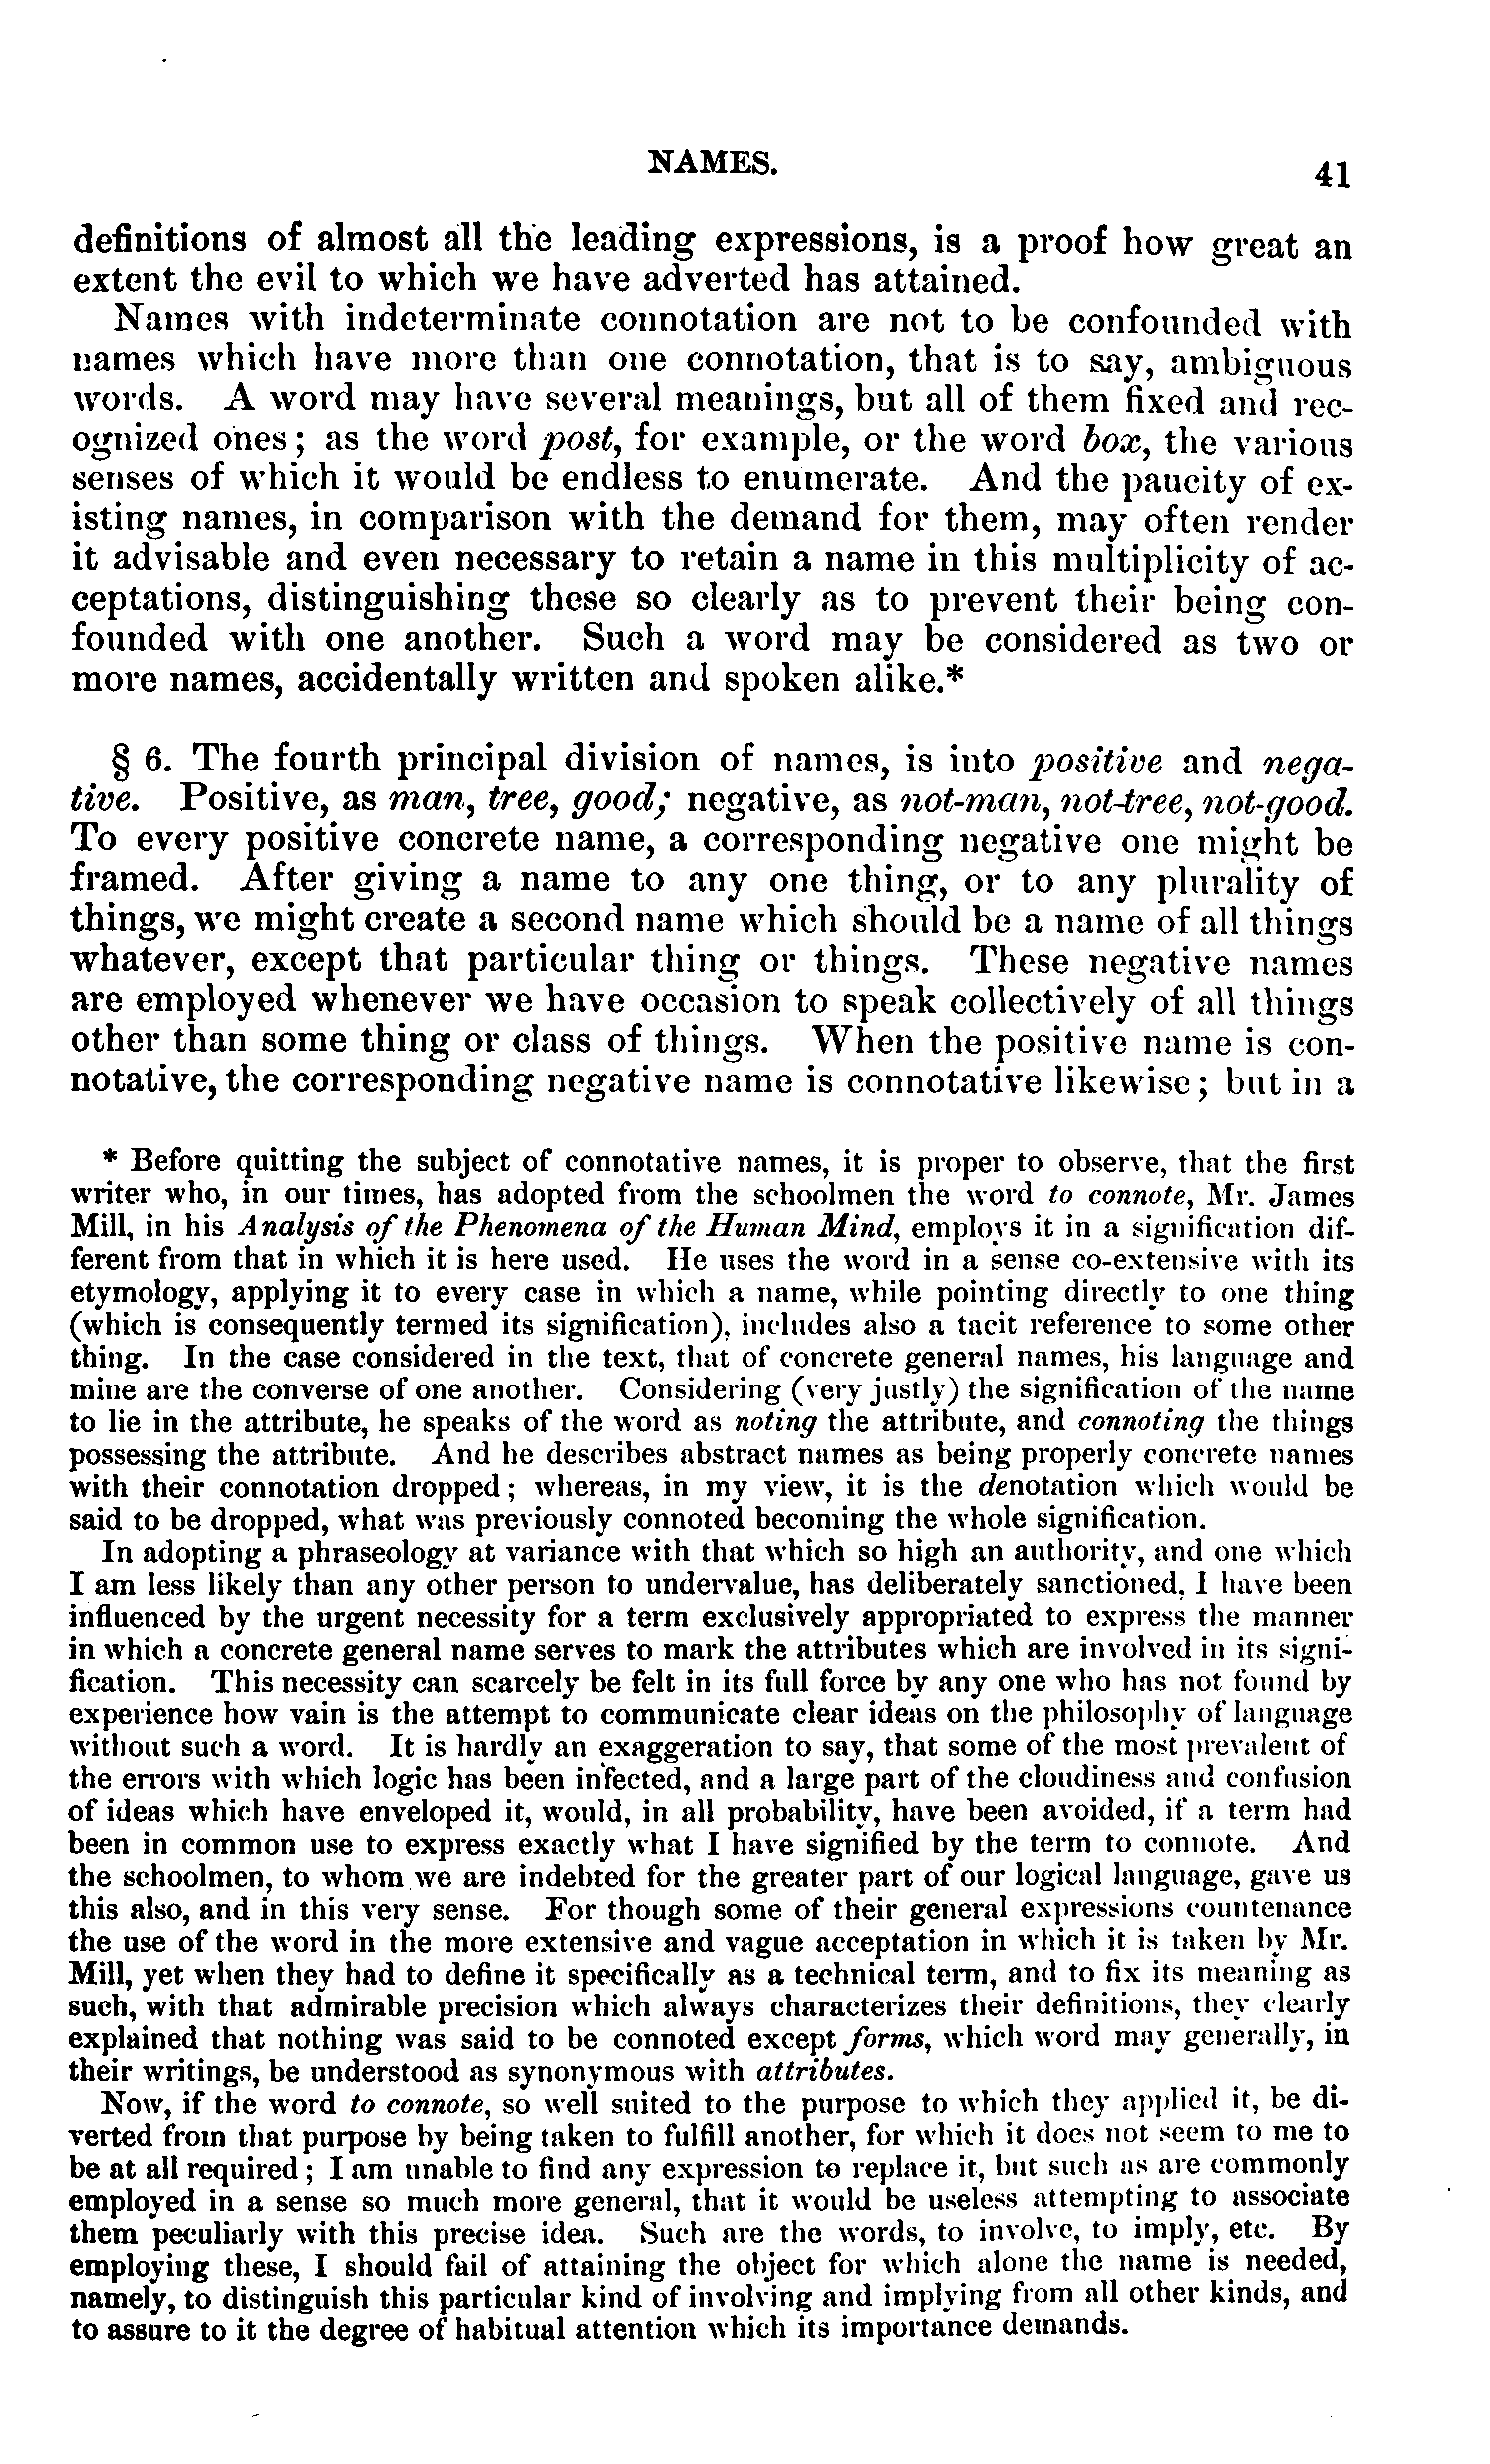 NAMES.
41
definitions of almost all the leading expressions, is a proof how great an
extent the evil to which we have adverted has attained.
Names with indeterminate connotation are not to be confounded with
names which have more than one connotation, that is to say, ambiguous
words. A word may have several meanings, but all of them fixed and rec-
ognized ones; as the word post, for example, or the word box, the various
senses of which it would be endless to enumerate. And the paucity of ex-
isting names, in comparison with the demand for them, may often render
it advisable and even necessary to retain a name in this multiplicity of ac-
ceptations, distinguishing these so clearly as to prevent their being con-
founded with one another. Such a word may be considered as two or
more names, accidentally written and spoken alike.*
§ 6. The fourth principal division of names, is into positive and nega-
tive. Positive, as man, tree, good; negative, as not-man, not-tree, not-good.
To every positive concrete name, a corresponding negative one might be
framed. After giving a name to any one thing, or to any plurality of
things, we might create a second name which should be a name of all things
whatever, except that particular thing or things. These negative names
are employed whenever we have occasion to speak collectively of all things
other than some thing or class of things. When the positive name is con-
notative, the corresponding negative name is connotative likewise; but in a
* Before quitting the subject of connotative names, it is proper to observe, that the first
writer who, in our times, has adopted from the schoolmen the word to connote, Mr. James
Mill, in his Analysis of the Phenomena of the Human Mind, employs it in a signification dif-
ferent from that in which it is here used. He uses the word in a sense co-extensive with its
etymology, applying it to every case in which a name, while pointing directly to one thing
(which is consequently termed its signification), includes also a tacit reference to some other
thing. In the case considered in the text, that of concrete general names, his language and
mine are the converse of one another. Considering (very justly) the signification of the name
to lie in the attribute, he speaks of the word as noting the attribute, and connoting the things
possessing the attribute. And he describes abstract names as being properly concrete names
with their connotation dropped; whereas, in my view, it is the denotation which would be
said to be dropped, what was previously connoted becoming the whole signification.
In adopting a phraseology at variance with that which so high an authority, and one which
I am less likely than any other person to undervalue, has deliberately sanctioned, I have been
influenced by the urgent necessity for a term exclusively appropriated to express the manner
in which a concrete general name serves to mark the attributes which are involved in its signi-
fication. This necessity can scarcely be felt in its full force by any one who has not found by
experience how vain is the attempt to communicate clear ideas on the philosophy of language
without such a word. It is hardly an exaggeration to say, that some of the most prevalent of
the errors with which logic has been infected, and a large part of the cloudiness and confusion
of ideas which have enveloped it, would, in all probability, have been avoided, if a term had
been in common use to express exactly what I have signified by the term to connote. And
the schoolmen, to whom we are indebted for the greater part of our logical language, gave us
this also, and in this very sense. For though some of their general expressions countenance
the use of the word in the more extensive and vague acceptation in which it is taken by Mr.
Mill, yet when they had to define it specifically as a technical term, and to fix its meaning as
such, with that admirable precision which always characterizes their definitions, they clearly
explained that nothing was said to be connoted except forms, which word may generally, in
their writings, be understood as synonymous with attributes.
Now, if the word to connote, so well suited to the purpose to which they applied it, be di-
verted from that purpose by being taken to fulfill another, for which it does not seem to me to
be at all required; I am unable to find any expression to replace it, but such as are commonly
employed in a sense so much more general, that it would be useless attempting to associate
them peculiarly with this precise idea. Such are the words, to involve, to imply, etc. By
employing these, I should fail of attaining the object for which alone the name is needed,
namely, to distinguish this particular kind of involving and implying from all other kinds, and
to assure to it the degree of habitual attention which its importance demands.